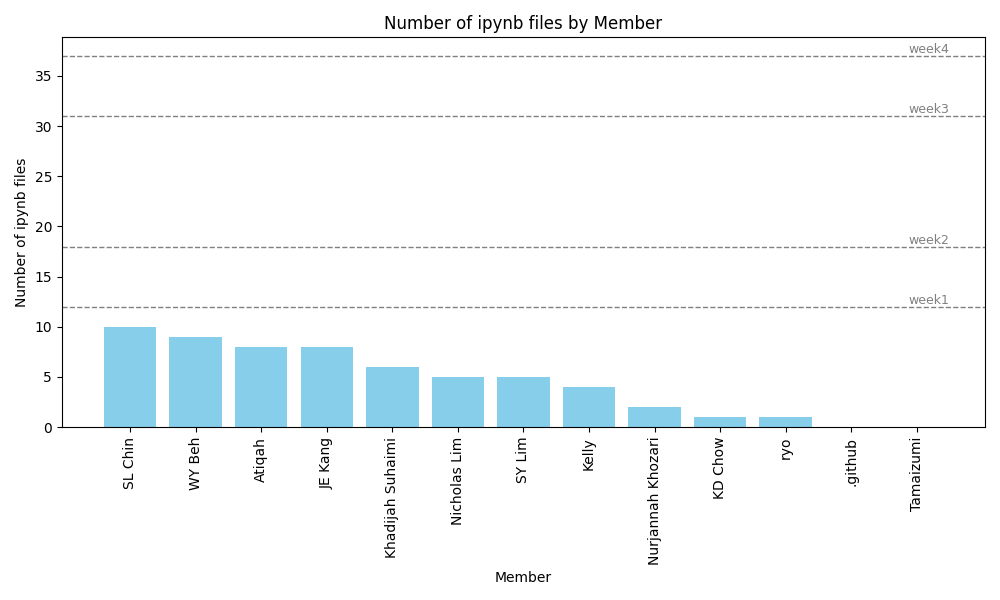 Number of ipynb files by Member
Number of ipynb files
35
30
25
20
15
10
5
0
week4
week3
week2
week1
SL Chin
WY Beh
Atiqah
JE Kang
Khadijah Suhaimi
Nicholas Lim
SY Lim
Kelly
Nurjannah Khozari
KD Chow
ryo
.github
Tamaizumi
Member